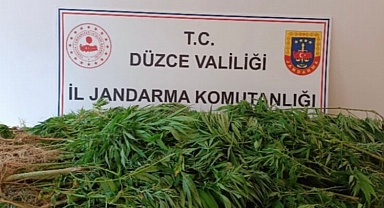 T.C.
DÜZCE VALİLİĞİ
İL JANDARMA KOMUTANLIĞI